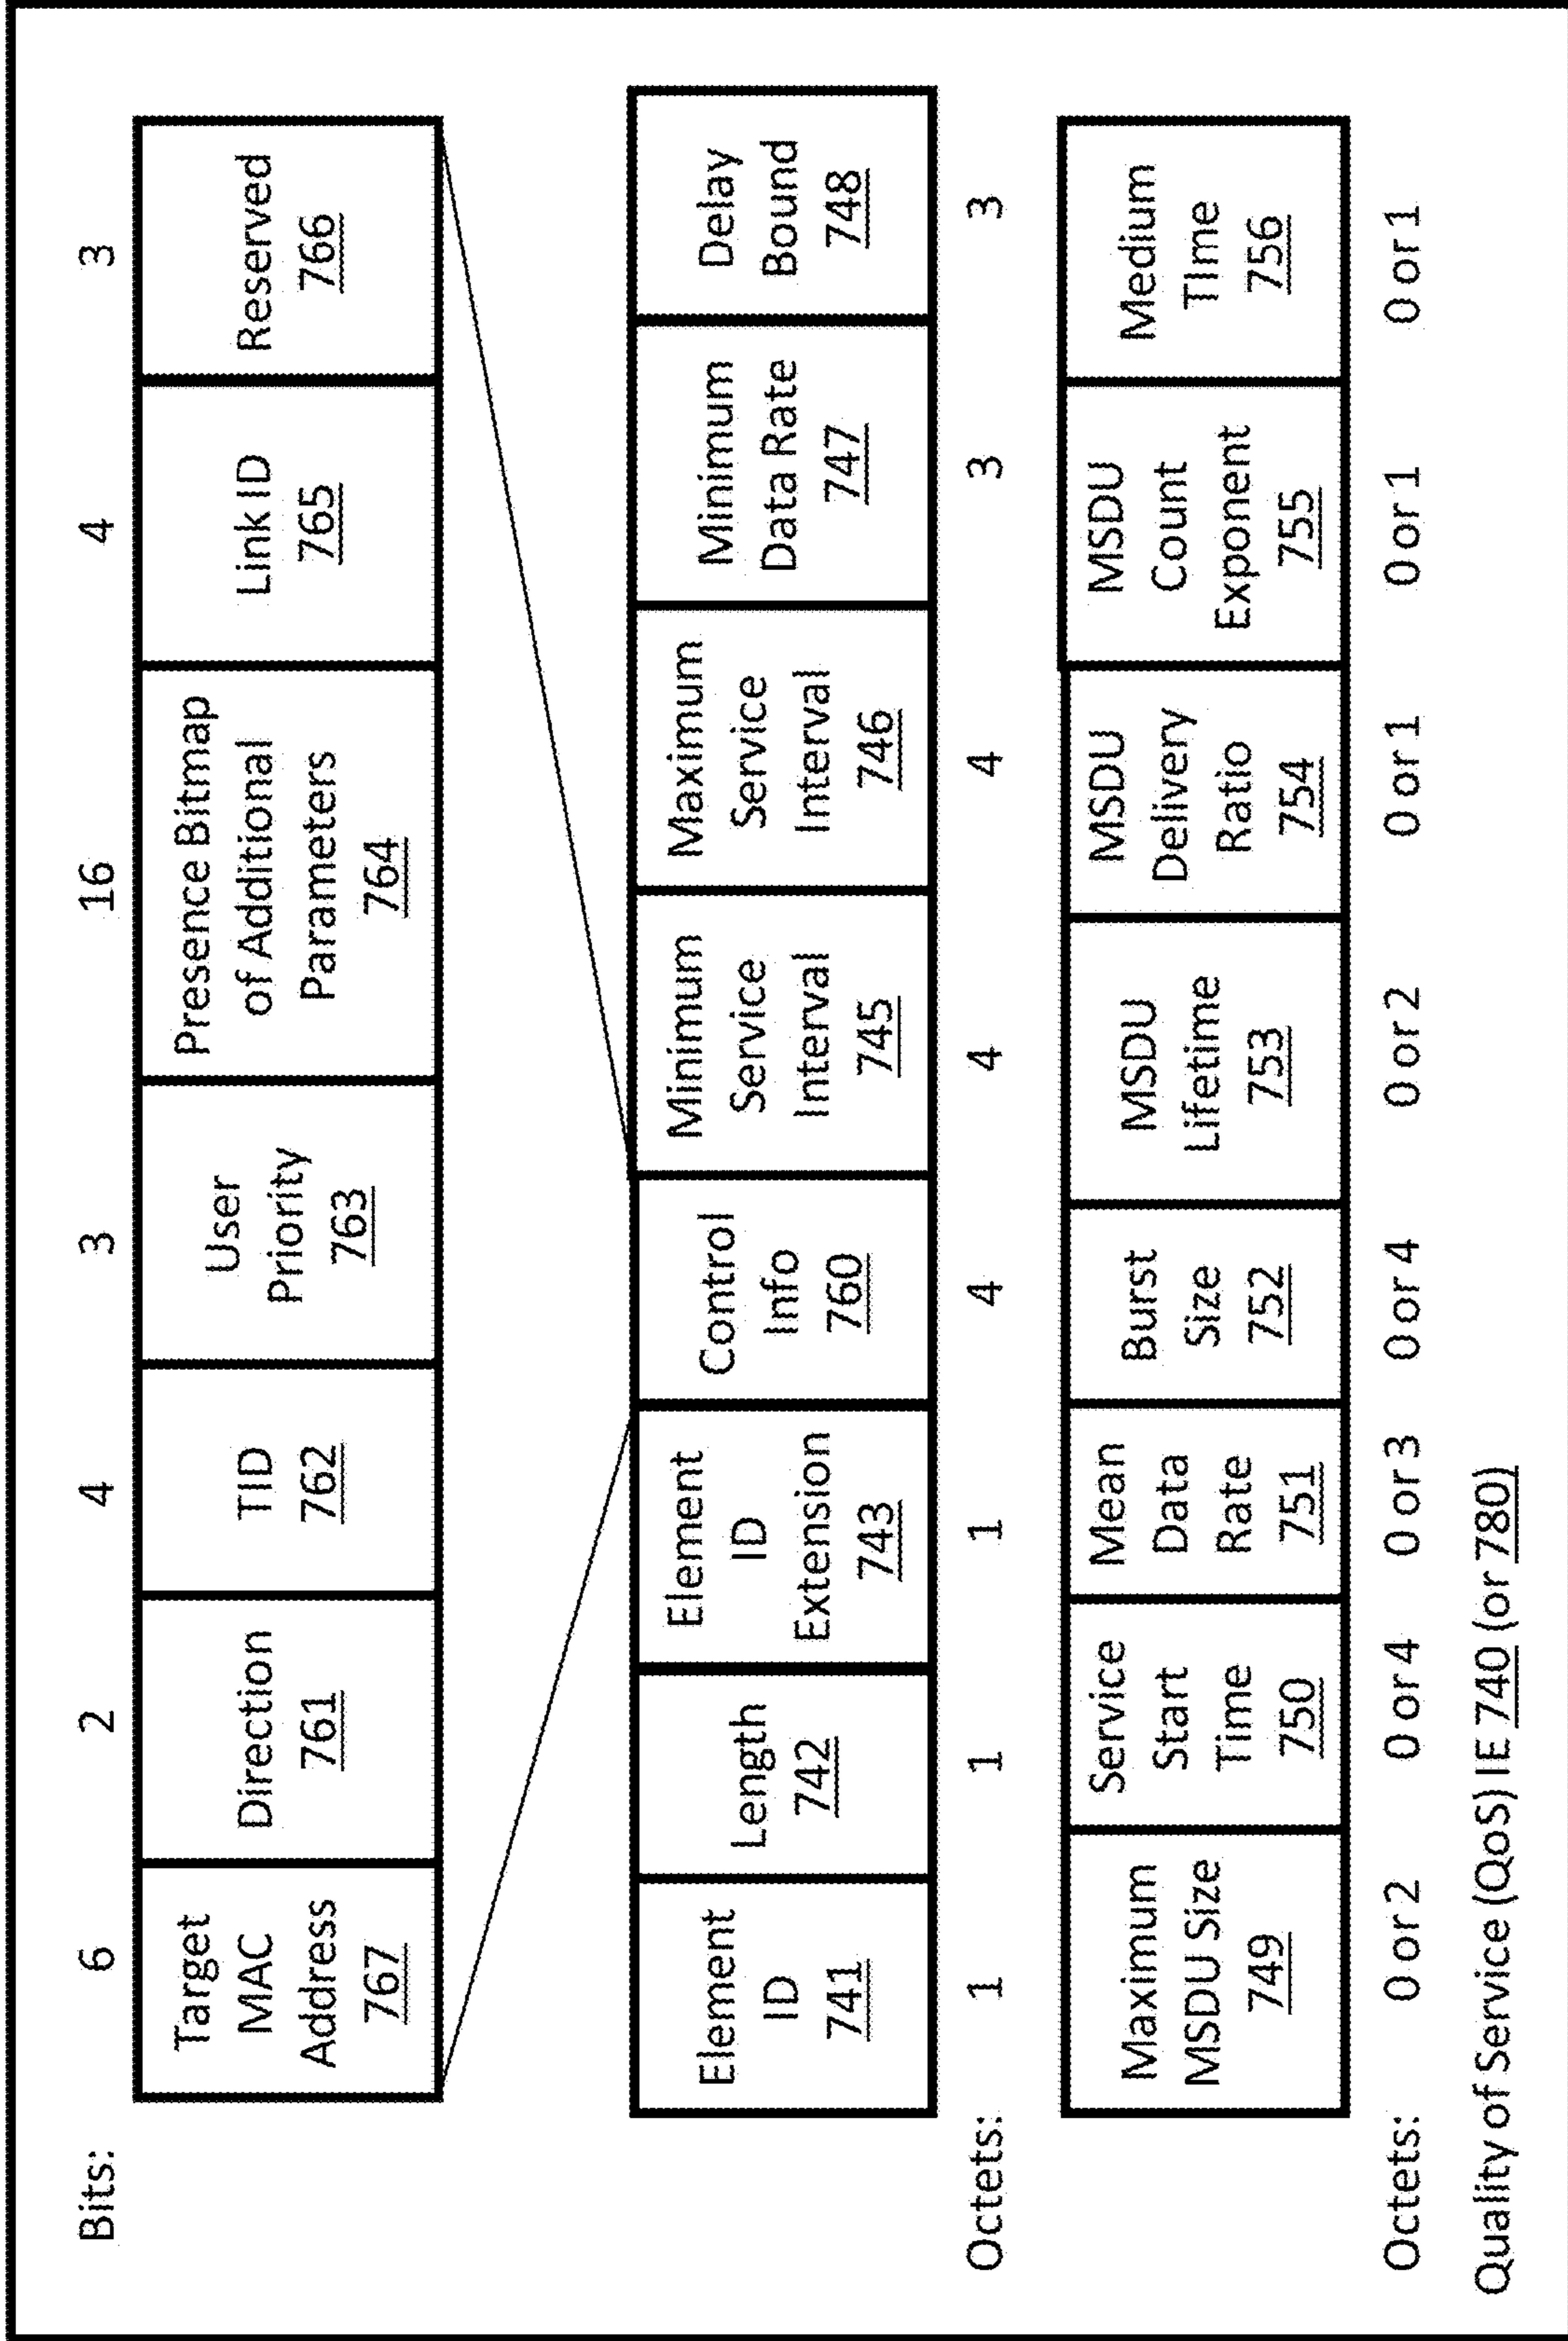 Bits: 6 2 4 3 16 4 3
Target
MAC
Address
767
Direction
761
TID
762
User
Priority
763
Presence Bitmap
of Additional
Parameters
764
Link ID
765
Reserved
766
Element
ID
741
Length
742
Element
ID
Extension
743
Control
Info
760
Minimum
Service
Interval
745
Maximum
Service
Interval
746
Minimum
Data Rate
747
Delay
Bound
748
Octets: 1 1 1 4 4 4 3 3
Maximum
MSDU Size
749
Service
Start
Time
750
Mean
Data
Rate
751
Burst
Size
752
MSDU
Lifetime
753
MSDU
Delivery
Ratio
754
MSDU
Count
Exponent
755
Medium
TIme
756
Octets: 0 or 2 0 or 4 0 or 3 0 or 4 0 or 2 0 or 1 0 or 1 0 or 1
Quality of Service (QoS) IE 740 (or 780)